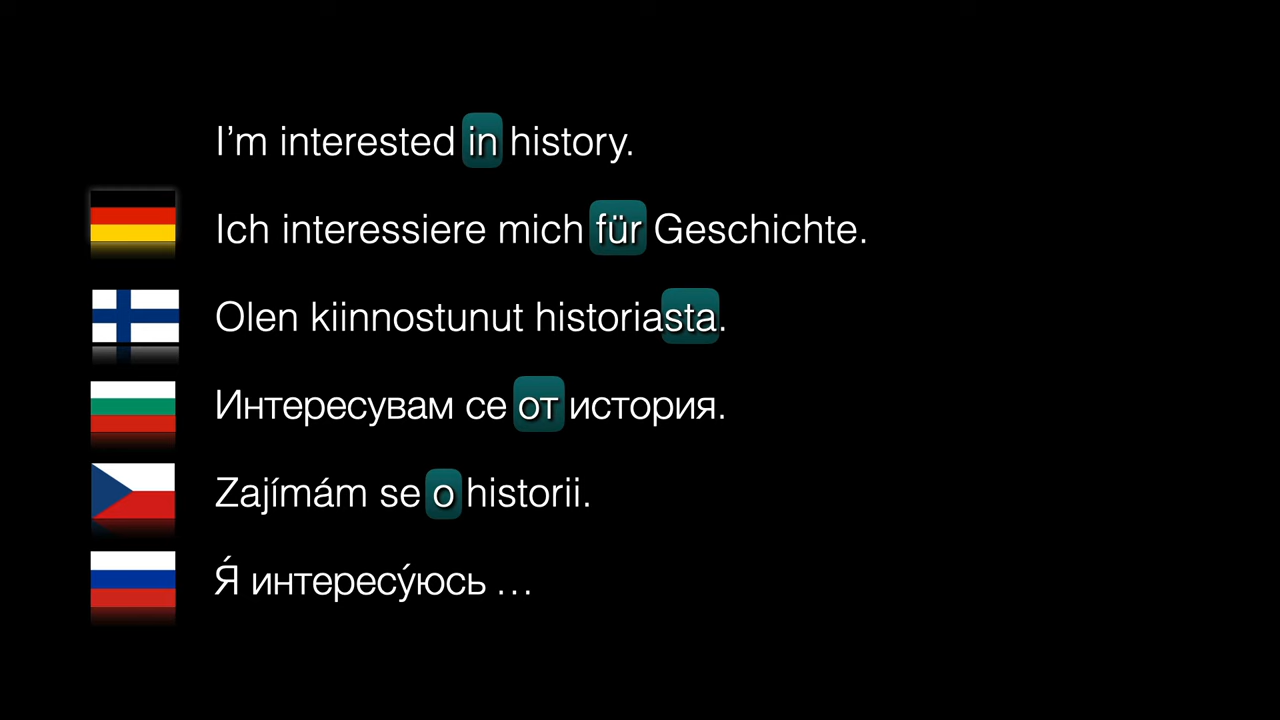 I’m interested in history.
Ich interessiere mich für Geschichte.
Olen kiinnostunut historiasta.
Интересувам се от история.
Zajímám se o historii.
Я́ интересу́юсь …